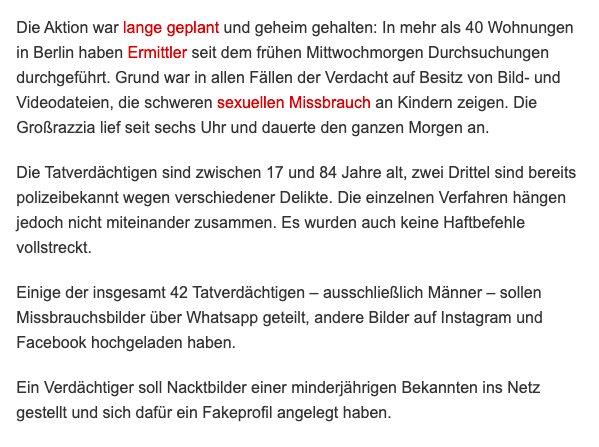 Die Aktion war lange geplant und geheim gehalten: In mehr als 40 Wohnungen
in Berlin haben Ermittler seit dem frühen Mittwochmorgen Durchsuchungen
durchgeführt. Grund war in allen Fällen der Verdacht auf Besitz von Bild- und
Videodateien, die schweren sexuellen Missbrauch an Kindern zeigen. Die
Großrazzia lief seit sechs Uhr und dauerte den ganzen Morgen an.
Die Tatverdächtigen sind zwischen 17 und 84 Jahre alt, zwei Drittel sind bereits
polizeibekannt wegen verschiedener Delikte. Die einzelnen Verfahren hängen
jedoch nicht miteinander zusammen. Es wurden auch keine Haftbefehle
vollstreckt.
Einige der insgesamt 42 Tatverdächtigen – ausschließlich Männer – sollen
Missbrauchsbilder über Whatsapp geteilt, andere Bilder auf Instagram und
Facebook hochgeladen haben.
Ein Verdächtiger soll Nacktbilder einer minderjährigen Bekannten ins Netz
gestellt und sich dafür ein Fakeprofil angelegt haben.